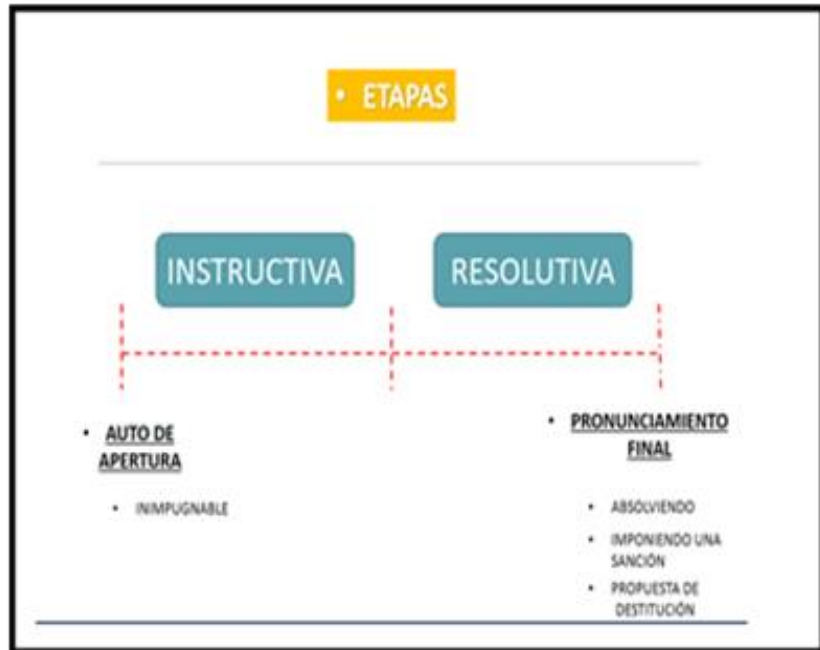 • ETAPAS
INSTRUCTIVA
RESOLUTIVA
• AUTO DE
APERTURA
• INIMPUGNABLE
• PRONUNCIAMIENTO
FINAL
• ABSOLVIENDO
• IMPONIENDO UNA
SANCIÓN
• PROPUESTA DE
DESTITUCIÓN